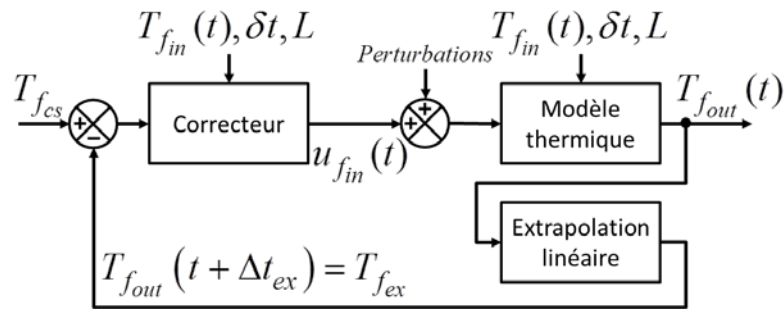 T_{f_{in}}(t), δt, L
Perturbations
T_{f_{in}}(t), δt, L
T_{f_{cs}}
+
−
Correcteur
u_{f_{in}}(t)
+
+
Modèle
thermique
T_{f_{out}}(t)
Extrapolation
linéaire
T_{f_{out}}(t + Δt_{ex}) = T_{f_{ex}}